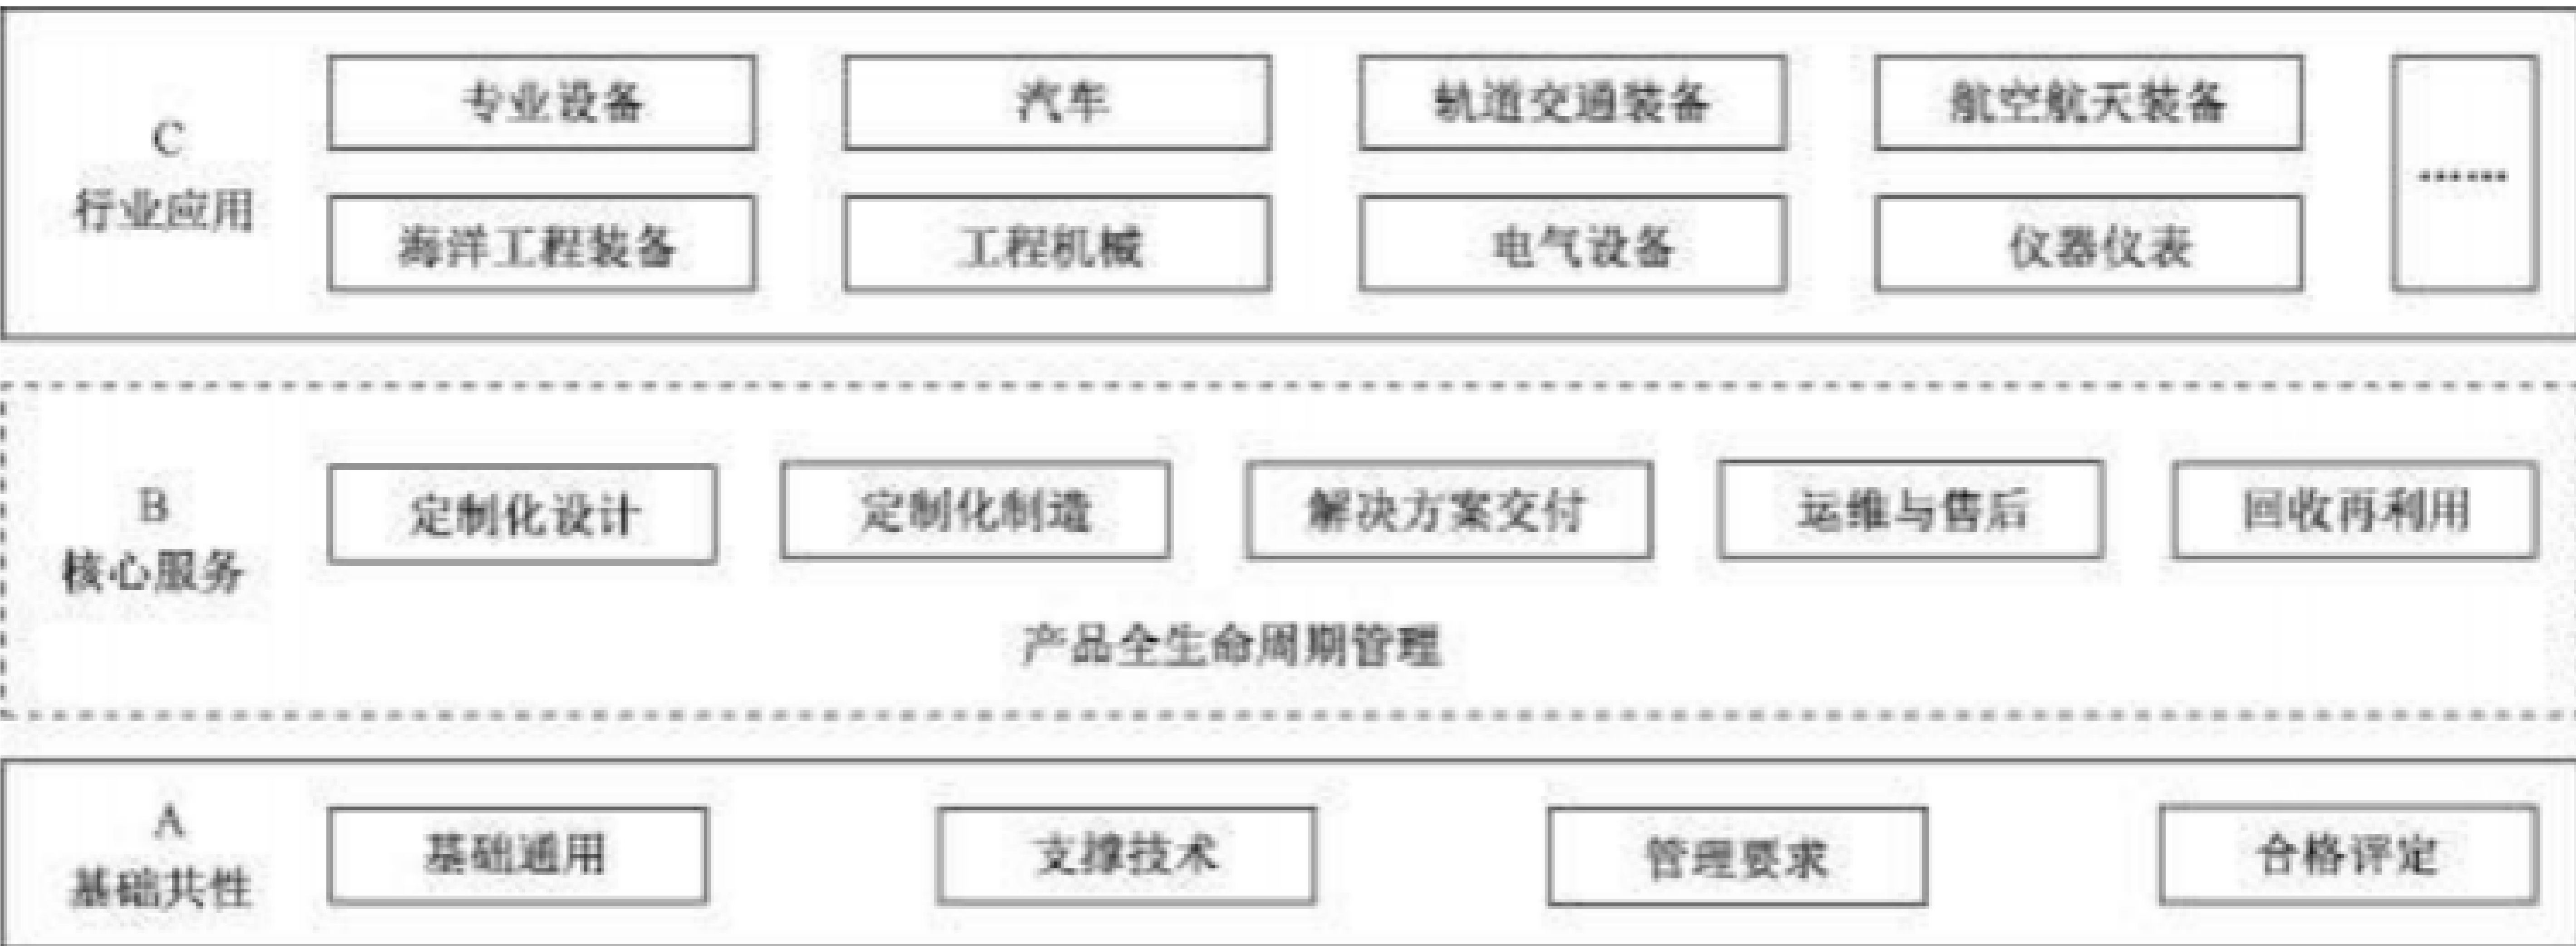 C
行业应用
专业设备
汽车
轨道交通装备
航空航天装备
海洋工程装备
工程机械
电气设备
仪器仪表
……
B
核心服务
定制化设计
定制化制造
解决方案交付
运维与售后
回收再利用
产品全生命周期管理
A
基础共性
基础通用
支撑技术
管理要求
合格评定